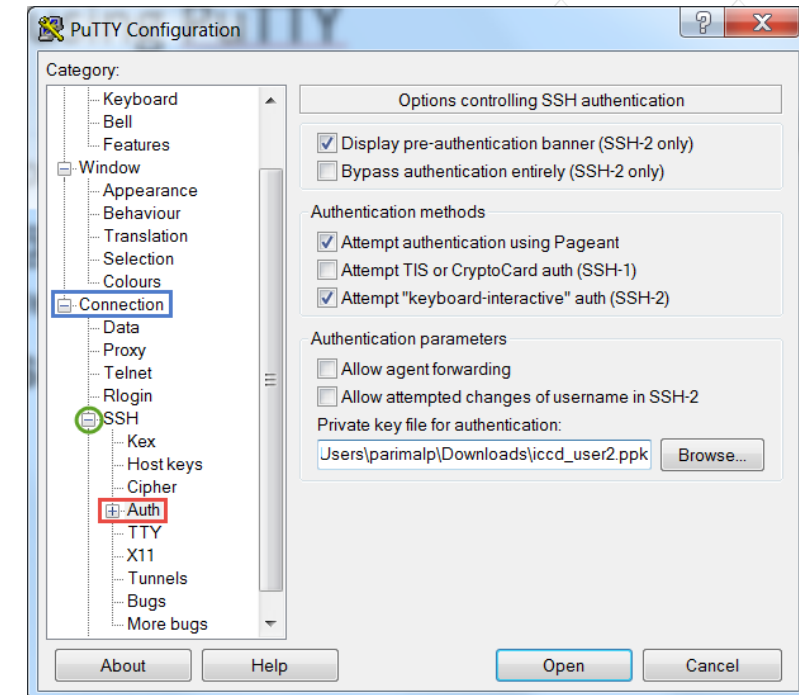 using PuTTY
PuTTY Configuration
?
X
Category:
Keyboard
Bell
Features
Window
Appearance
Behaviour
Translation
Selection
Colours
Connection
Data
Proxy
Telnet
Rlogin
SSH
Kex
Host keys
Cipher
Auth
TTY
X11
Tunnels
Bugs
More bugs
Options controlling SSH authentication
Display pre-authentication banner (SSH-2 only)
Bypass authentication entirely (SSH-2 only)
Authentication methods
Attempt authentication using Pageant
Attempt TIS or CryptoCard auth (SSH-1)
Attempt "keyboard-interactive" auth (SSH-2)
Authentication parameters
Allow agent forwarding
Allow attempted changes of username in SSH-2
Private key file for authentication:
Users\parimalp\Downloads\iccd_user2.ppk
Browse...
About
Help
Open
Cancel